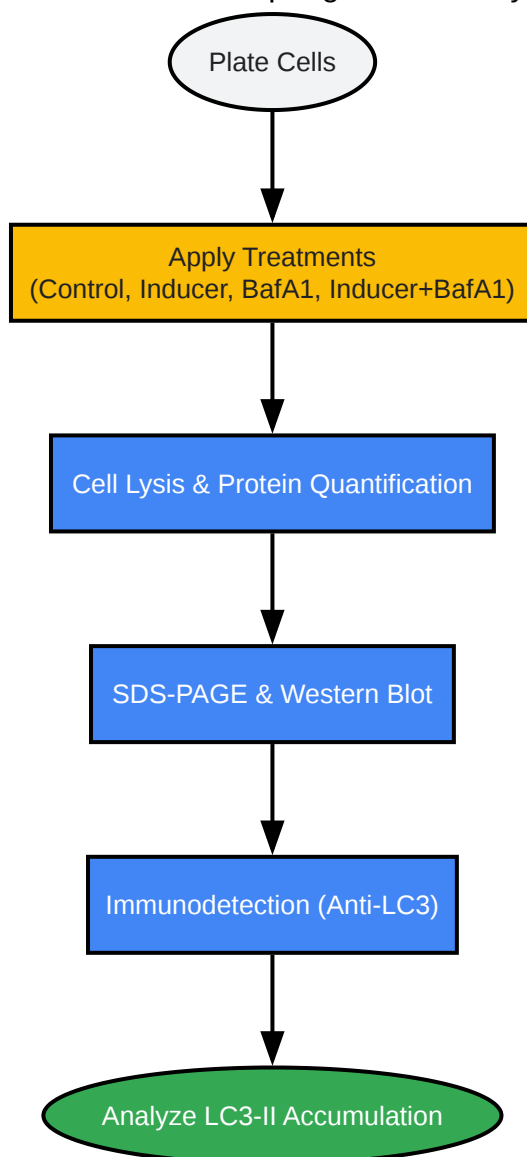 Plate Cells
Apply Treatments
(Control, Inducer, BafA1, Inducer+BafA1)
Cell Lysis & Protein Quantification
SDS-PAGE & Western Blot
Immunodetection (Anti-LC3)
Analyze LC3-II Accumulation